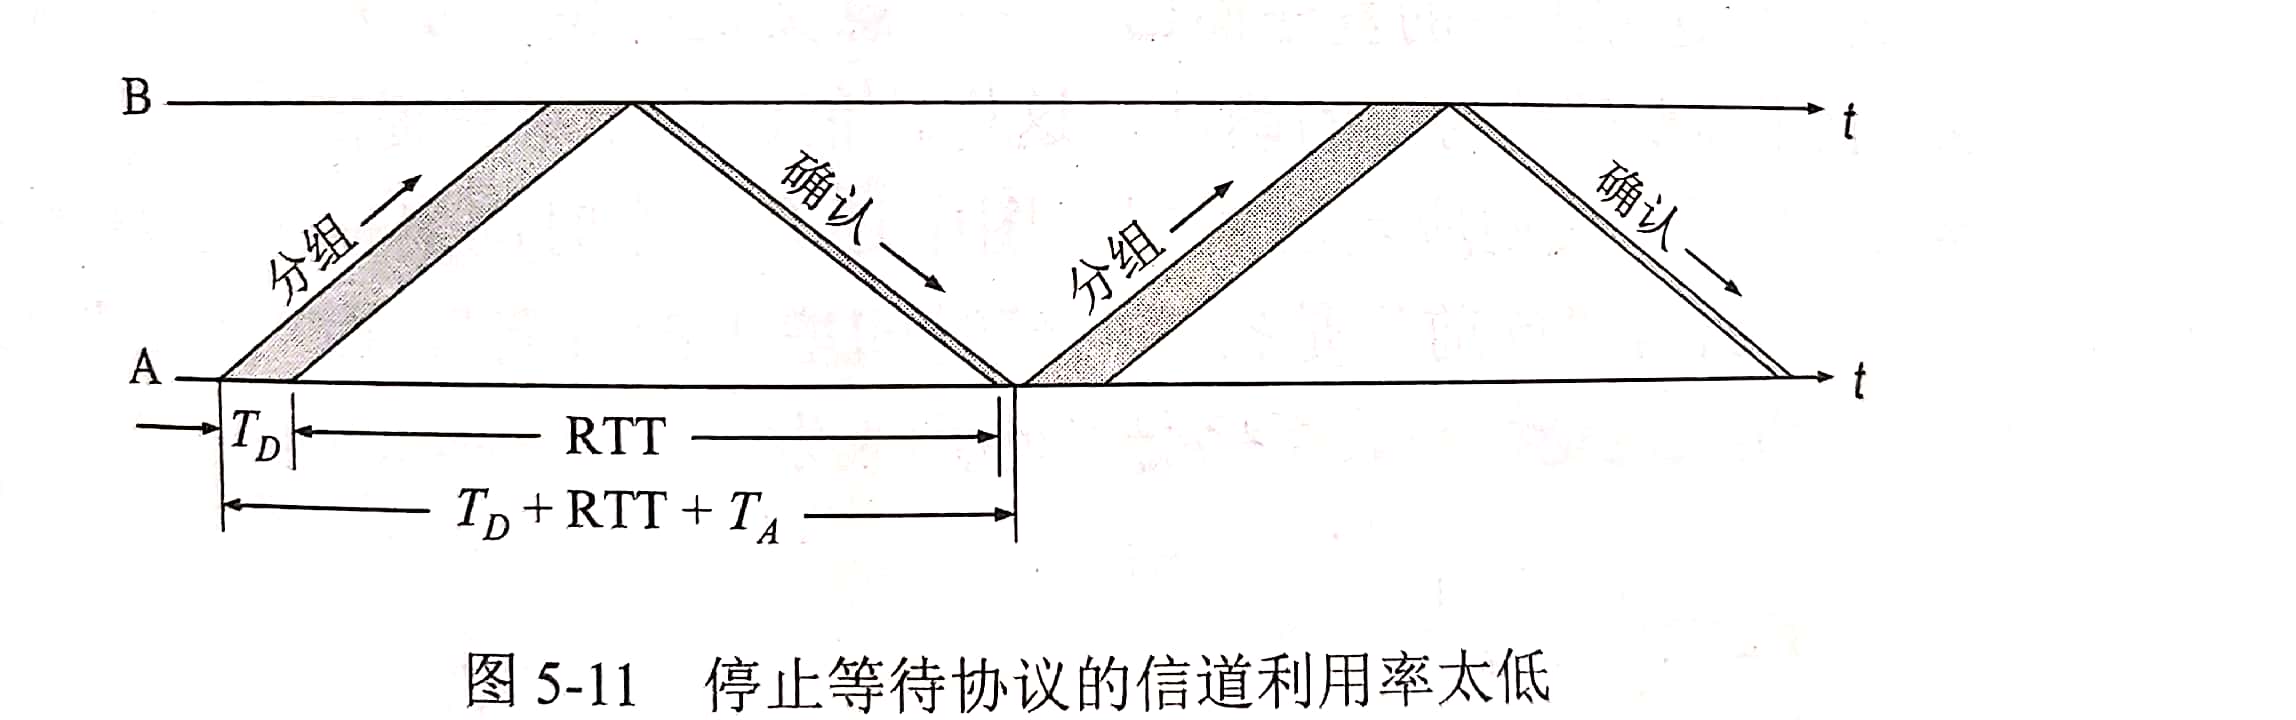 B
t
分组
确认
分组
确认
A
t
T_D
RTT
T_D + RTT + T_A
图 5-11 停止等待协议的信道利用率太低